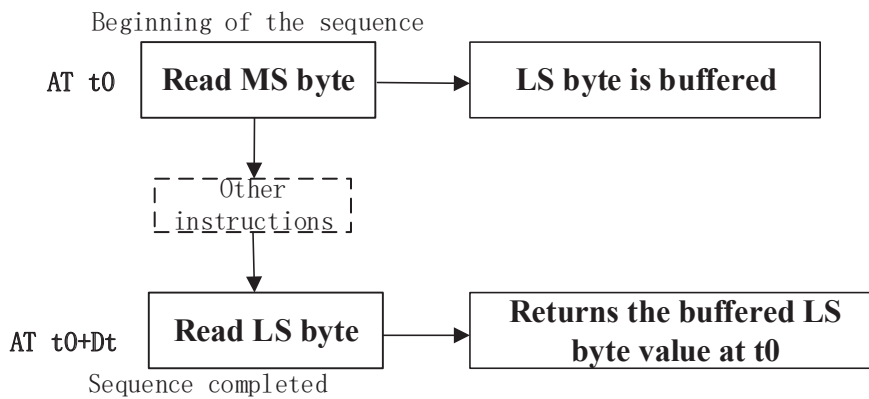 Beginning of the sequence
AT t0
Read MS byte
LS byte is buffered
Other
instructions
AT t0+Dt
Read LS byte
Returns the buffered LS
byte value at t0
Sequence completed